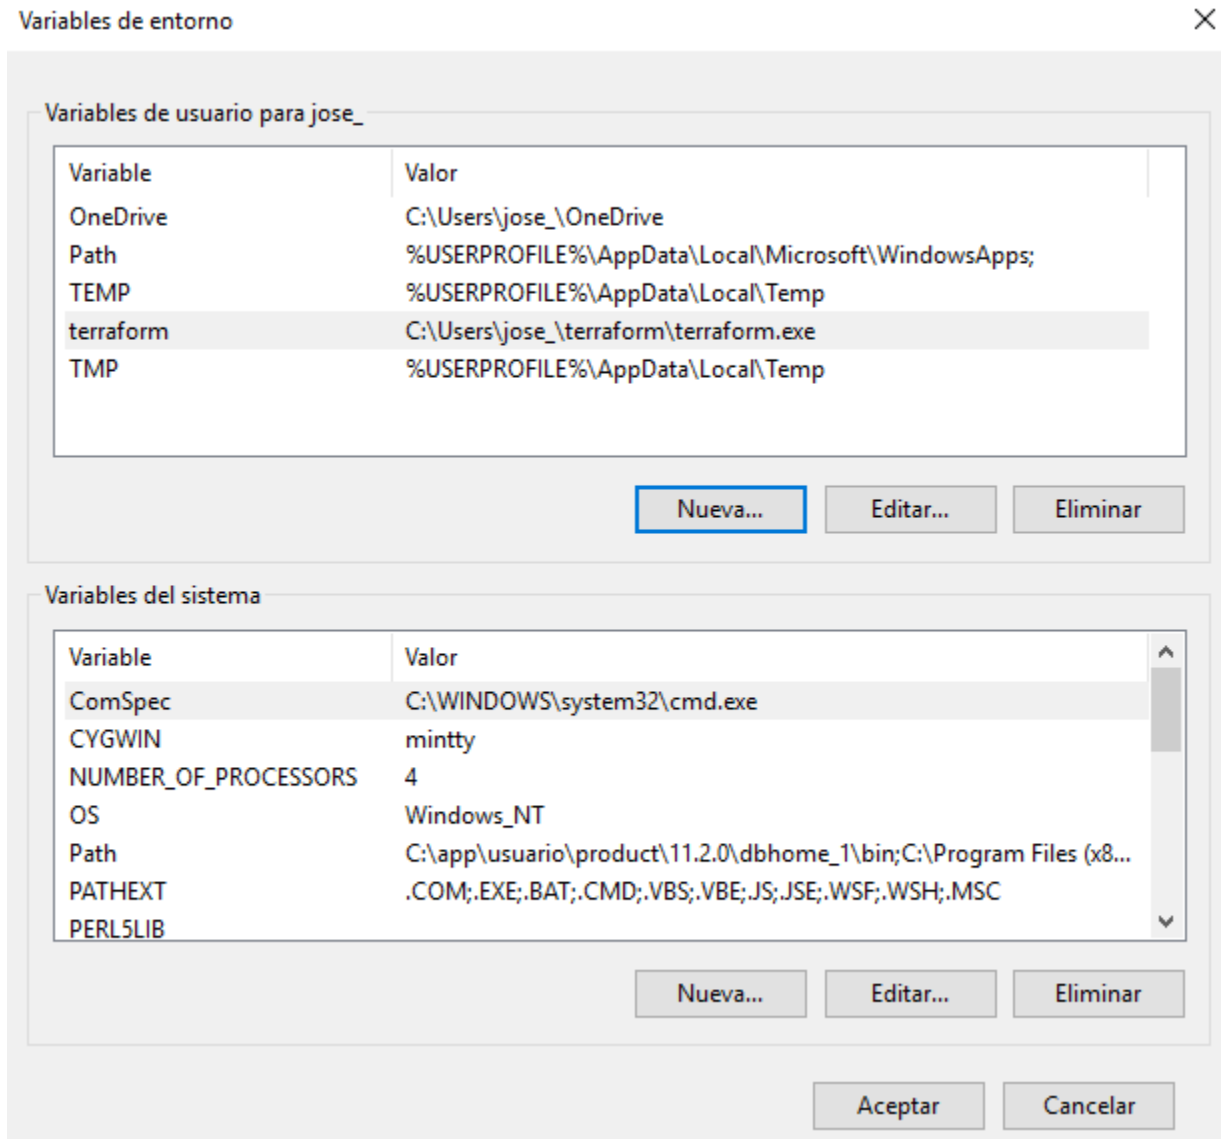 Variables de entorno
Variables de usuario para jose_
Variable Valor
OneDrive C:\Users\jose_\OneDrive
Path %USERPROFILE%\AppData\Local\Microsoft\WindowsApps;
TEMP %USERPROFILE%\AppData\Local\Temp
terraform C:\Users\jose_\terraform\terraform.exe
TMP %USERPROFILE%\AppData\Local\Temp
Nueva... Editar... Eliminar
Variables del sistema
Variable Valor
ComSpec C:\WINDOWS\system32\cmd.exe
CYGWIN mintty
NUMBER_OF_PROCESSORS 4
OS Windows_NT
Path C:\app\usuario\product\11.2.0\dbhome_1\bin;C:\Program Files (x8...
PATHEXT .COM;.EXE;.BAT;.CMD;.VBS;.VBE;.JS;.JSE;.WSF;.WSH;.MSC
PERL5LIB
Nueva... Editar... Eliminar
Aceptar Cancelar